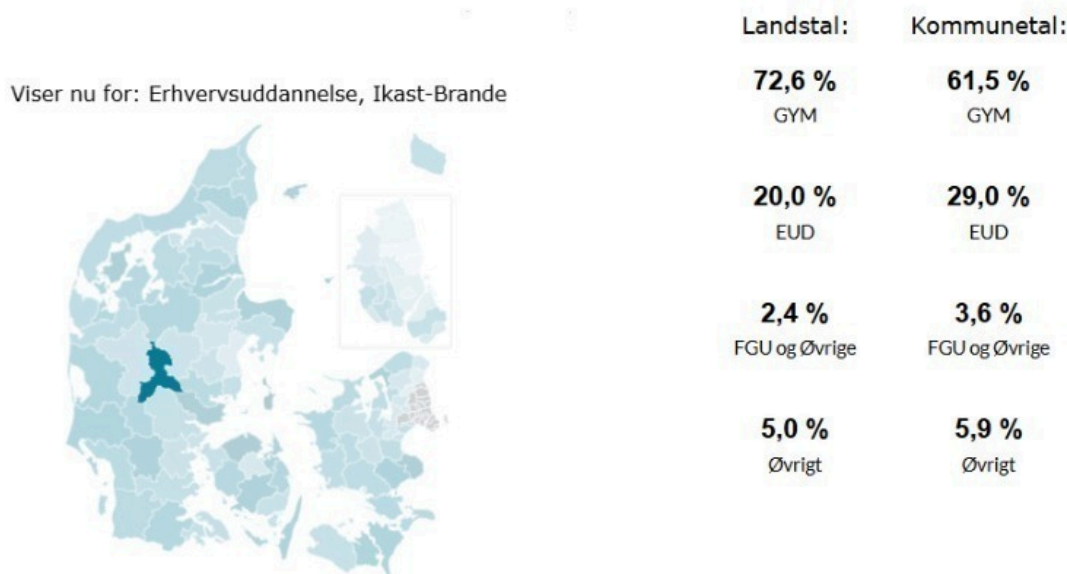 Landstal: Kommunetal:
Viser nu for: Erhvervsuddannelse, Ikast-Brande
72,6 % 61,5 %
GYM GYM
20,0 % 29,0 %
EUD EUD
2,4 % 3,6 %
FGU og Øvrige FGU og Øvrige
5,0 % 5,9 %
Øvrigt Øvrigt